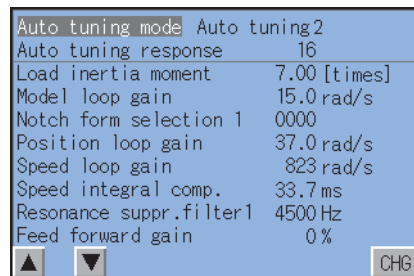 Auto tuning mode Auto tuning2
Auto tuning response 16
Load inertia moment 7.00 [times]
Model loop gain 15.0 rad/s
Notch form selection 1 0000
Position loop gain 37.0 rad/s
Speed loop gain 823 rad/s
Speed integral comp. 33.7 ms
Resonance suppr.filter1 4500 Hz
Feed forward gain 0 %
▲ ▼ CHG